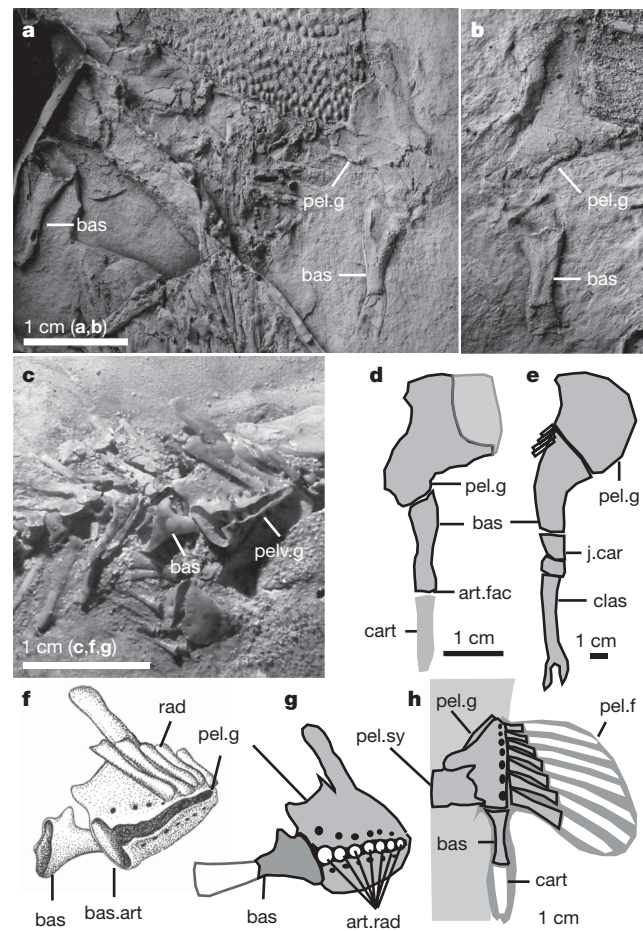 a
b
pel.g
pel.g
bas
bas
bas
1 cm (a,b)
c
d
e
pel.g
pel.g
bas
pelv.g
bas
j.car
art.fac
clas
cart
1 cm (c,f,g)
1 cm
1 cm
f
g
h
rad
pel.g
pel.g
pel.f
pel.sy
bas
cart
bas
bas.art
bas
art.rad
1 cm